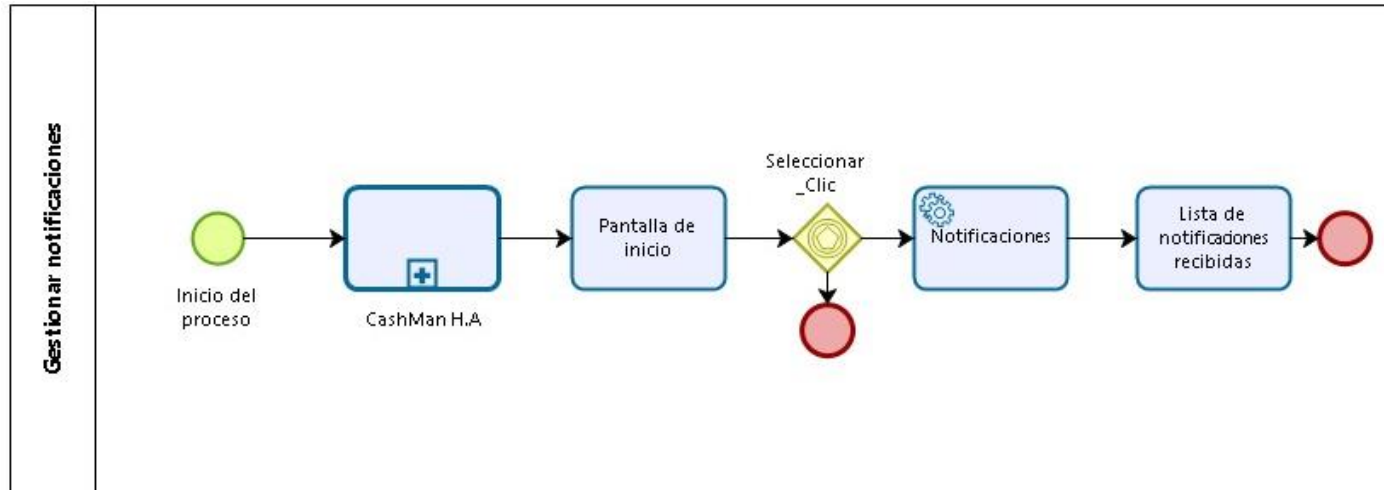 Gestionar notificaciones
Inicio del
proceso
CashMan H.A
Pantalla de
inicio
Seleccionar
_Clic
Notificaciones
Lista de
notificaciones
recibidas